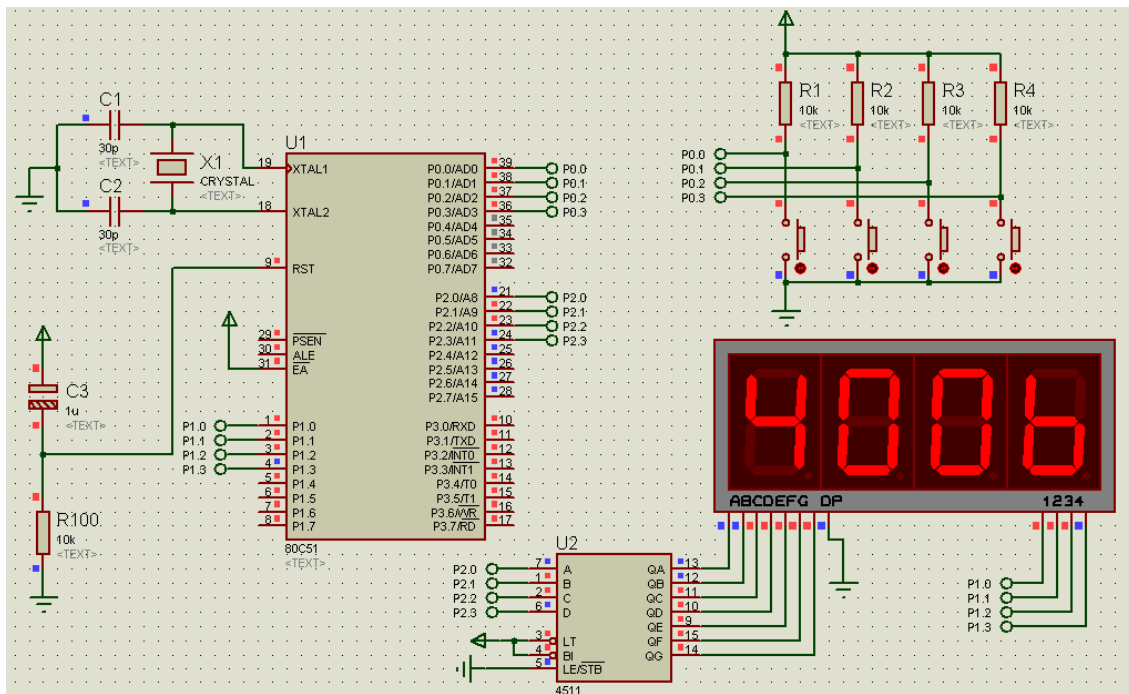 C1
30p
<TEXT>
X1
CRYSTAL
<TEXT>
C2
30p
<TEXT>
U1
19 XTAL1
18 XTAL2
9 RST
29 PSEN
30 ALE
31 EA
1 P1.0
2 P1.1
3 P1.2
4 P1.3
5 P1.4
6 P1.5
7 P1.6
8 P1.7
P0.0/AD0 39
P0.1/AD1 38
P0.2/AD2 37
P0.3/AD3 36
P0.4/AD4 35
P0.5/AD5 34
P0.6/AD6 33
P0.7/AD7 32
P2.0/A8 21
P2.1/A9 22
P2.2/A10 23
P2.3/A11 24
P2.4/A12 25
P2.5/A13 26
P2.6/A14 27
P2.7/A15 28
P3.0/RXD 10
P3.1/TXD 11
P3.2/INT0 12
P3.3/INT1 13
P3.4/T0 14
P3.5/T1 15
P3.6/WR 16
P3.7/RD 17
80C51
<TEXT>
P0.0
P0.1
P0.2
P0.3
P2.0
P2.1
P2.2
P2.3
P1.0
P1.1
P1.2
P1.3
C3
1u
<TEXT>
R100
10k
<TEXT>
R1
10k
<TEXT>
R2
10k
<TEXT>
R3
10k
<TEXT>
R4
10k
<TEXT>
P0.0
P0.1
P0.2
P0.3
4006
ABCDEFG DP
1234
P1.0
P1.1
P1.2
P1.3
U2
P2.0
P2.1
P2.2
P2.3
7 A QA 13
1 B QB 12
2 C QC 11
6 D QD 10
QE 9
3 LT QF 15
4 BI QG 14
5 LE/STB
4511